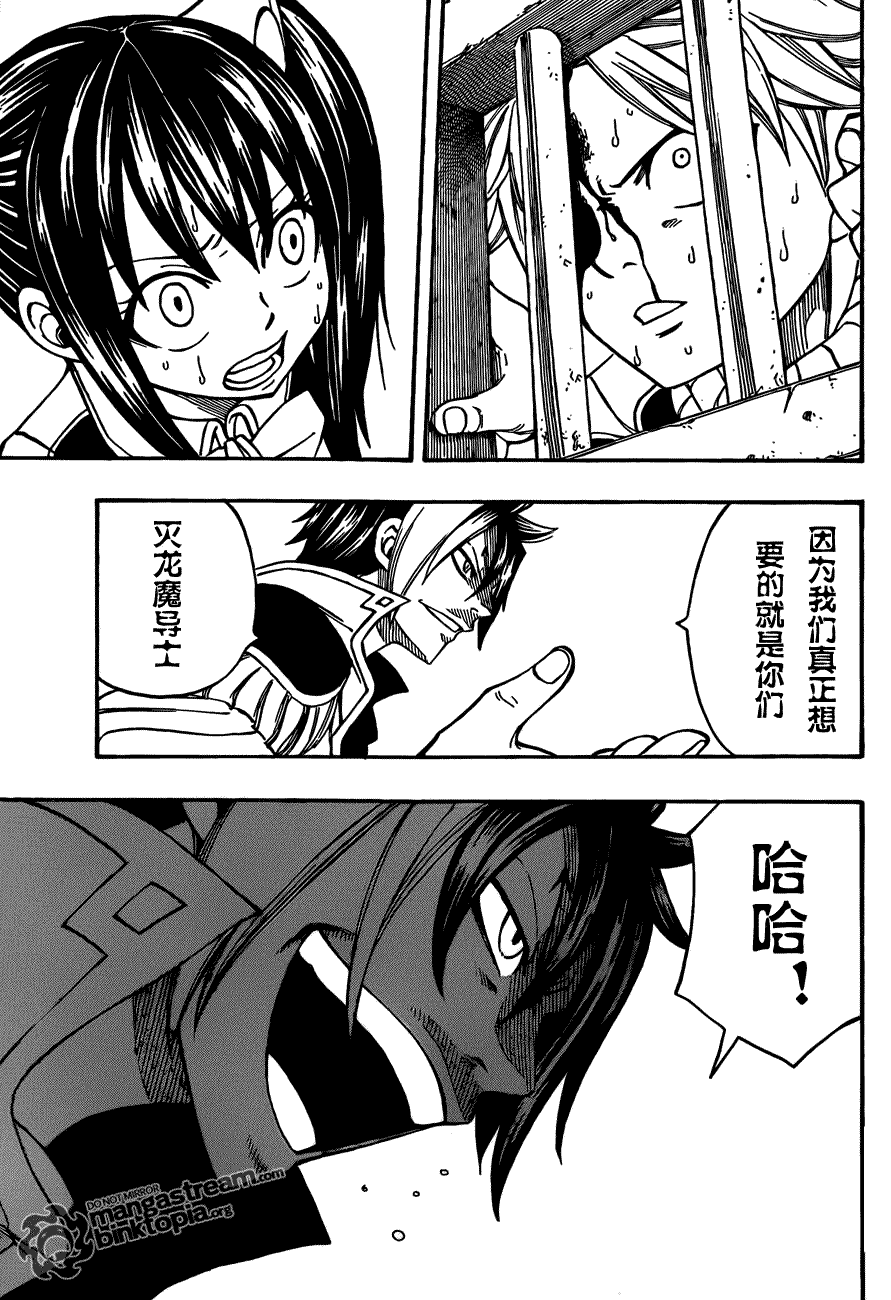 因为我们真正想
要的就是你们
灭龙魔导士
哈哈！
DO NOT MIRROR
mangastream.com
binktopia.org